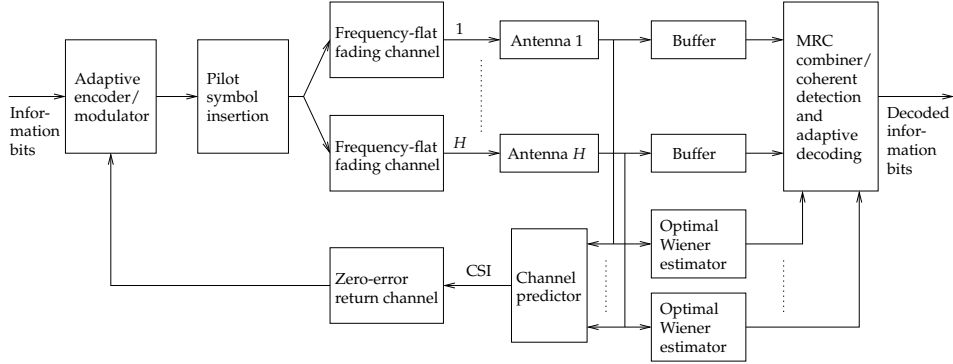 Infor-
mation
bits
Adaptive
encoder/
modulator
Pilot
symbol
insertion
Frequency-flat
fading channel
1
Antenna 1
Buffer
Frequency-flat
fading channel
H
Antenna H
Buffer
MRC
combiner/
coherent
detection
and
adaptive
decoding
Decoded
infor-
mation
bits
Zero-error
return channel
CSI
Channel
predictor
Optimal
Wiener
estimator
Optimal
Wiener
estimator